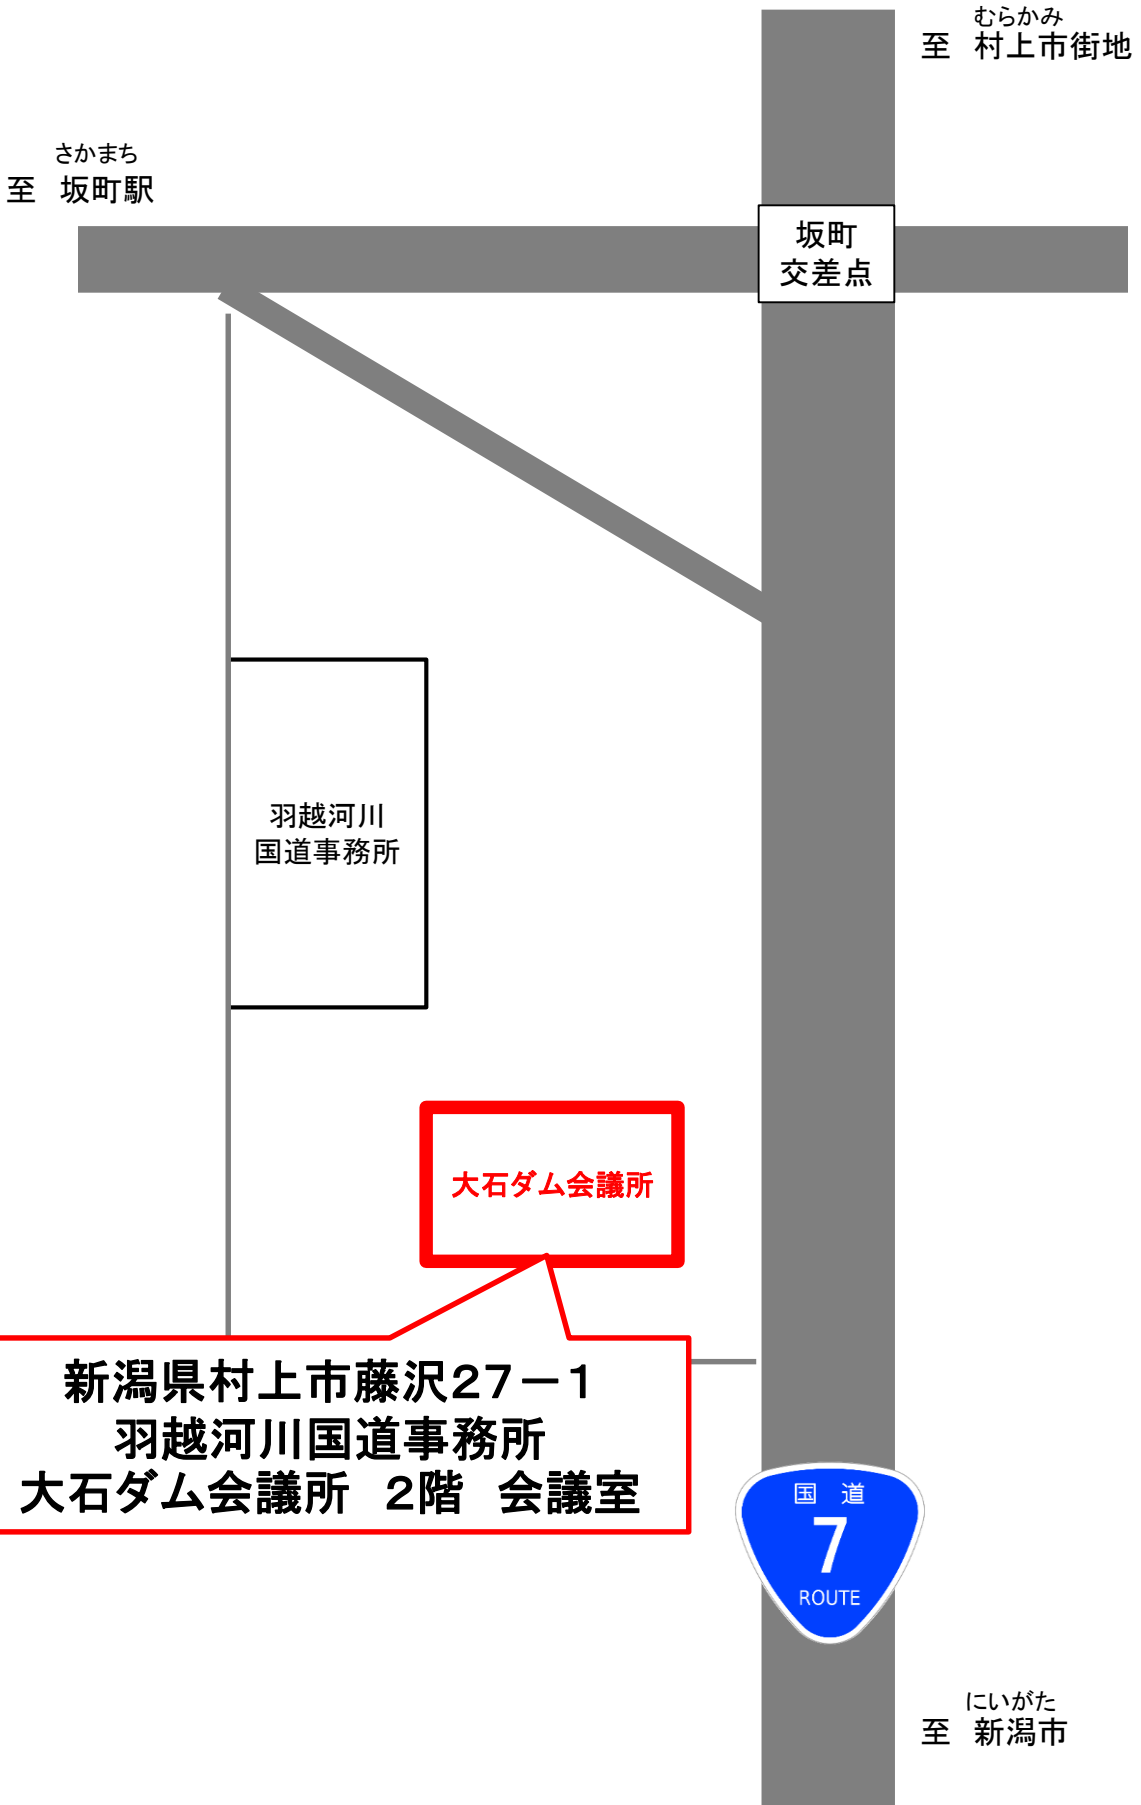 むらかみ
至　村上市街地
さかまち
至　坂町駅
坂町
交差点
羽越河川
国道事務所
大石ダム会議所
新潟県村上市藤沢２７－１
羽越河川国道事務所
大石ダム会議所　２階　会議室
国　道
7
ROUTE
にいがた
至　新潟市